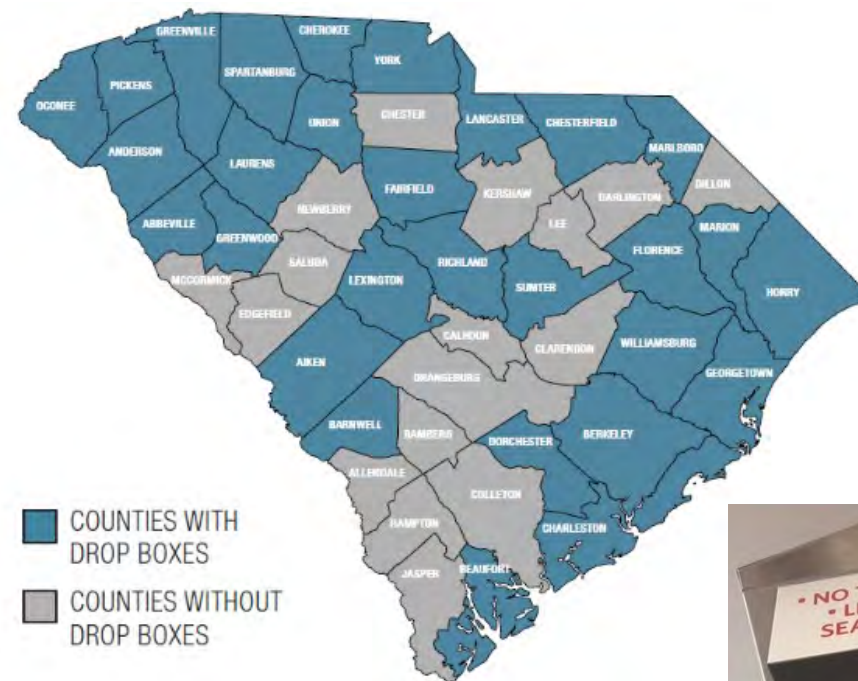 GREENVILLE
CHEROKEE
YORK
PICKENS
SPARTANBURG
OCONEE
UNION
CHESTER
LANCASTER
CHESTERFIELD
MARLBORO
ANDERSON
LAURENS
DILLON
FAIRFIELD
KERSHAW
DARLINGTON
NEWBERRY
LEE
ABBEVILLE
GREENWOOD
FLORENCE
MARION
SALUDA
RICHLAND
MCCORMICK
LEXINGTON
SUMTER
HORRY
EDGEFIELD
CALHOUN
CLARENDON
WILLIAMSBURG
AIKEN
GEORGETOWN
ORANGEBURG
BARNWELL
BAMBERG
DORCHESTER
BERKELEY
ALLENDALE
COLLETON
HAMPTON
CHARLESTON
JASPER
BEAUFORT
COUNTIES WITH
DROP BOXES
COUNTIES WITHOUT
DROP BOXES
• NO
•